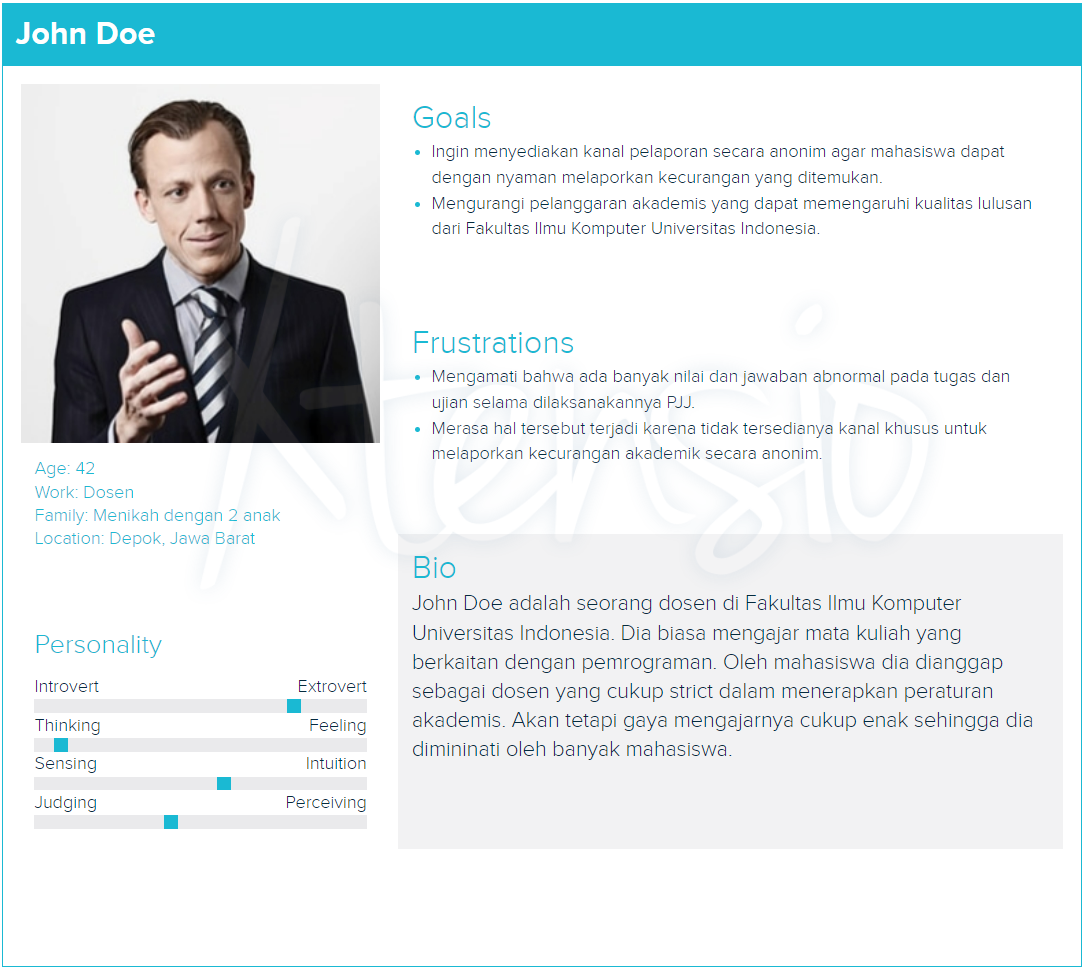 John Doe
Goals
Ingin menyediakan kanal pelaporan secara anonim agar mahasiswa dapat
dengan nyaman melaporkan kecurangan yang ditemukan.
Mengurangi pelanggaran akademis yang dapat memengaruhi kualitas lulusan
dari Fakultas Ilmu Komputer Universitas Indonesia.
Frustrations
Mengamati bahwa ada banyak nilai dan jawaban abnormal pada tugas dan
ujian selama dilaksanakannya PJJ.
Merasa hal tersebut terjadi karena tidak tersedianya kanal khusus untuk
melaporkan kecurangan akademik secara anonim.
Xtensio
Age: 42
Work: Dosen
Family: Menikah dengan 2 anak
Location: Depok, Jawa Barat
Personality
Introvert Extrovert
Thinking Feeling
Sensing Intuition
Judging Perceiving
Bio
John Doe adalah seorang dosen di Fakultas Ilmu Komputer
Universitas Indonesia. Dia biasa mengajar mata kuliah yang
berkaitan dengan pemrograman. Oleh mahasiswa dia dianggap
sebagai dosen yang cukup strict dalam menerapkan peraturan
akademis. Akan tetapi gaya mengajarnya cukup enak sehingga dia
dimininati oleh banyak mahasiswa.